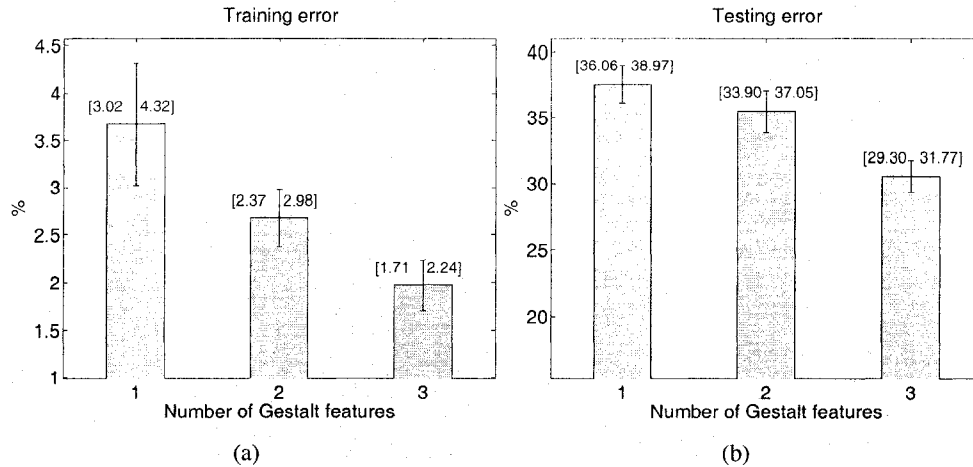 Training error
4.5
4
3.5
3
2.5
2
1.5
1
%
[3.02 4.32]
[2.37 2.98]
[1.71 2.24]
1 2 3
Number of Gestalt features
(a)
Testing error
40
35
30
25
20
%
[36.06 38.97]
[33.90 37.05]
[29.30 31.77]
1 2 3
Number of Gestalt features
(b)